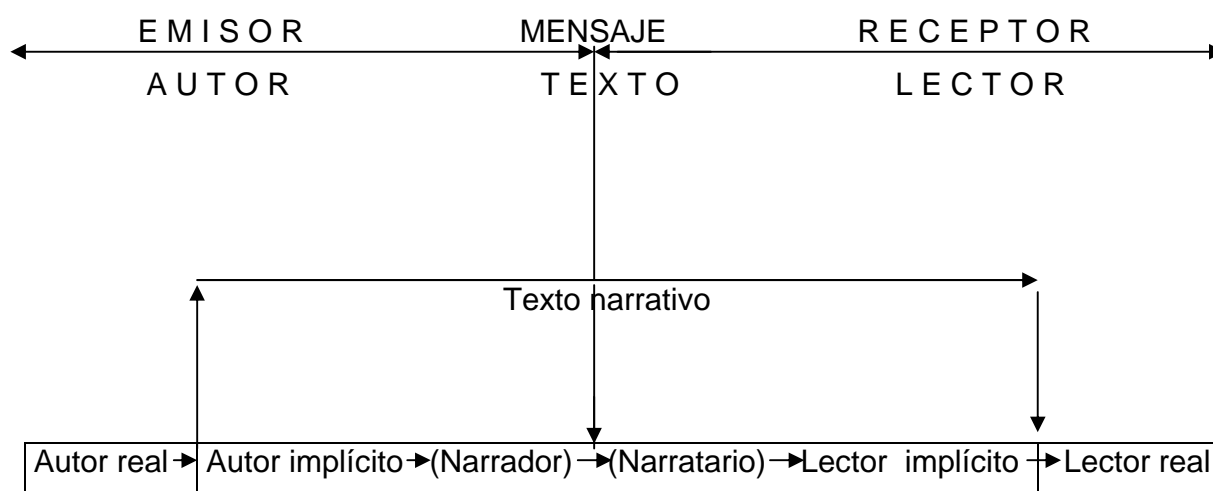 E M I S O R MENSAJE R E C E P T O R
A U T O R T E X T O L E C T O R
Texto narrativo
Autor real Autor implícito (Narrador) (Narratario) Lector implícito Lector real